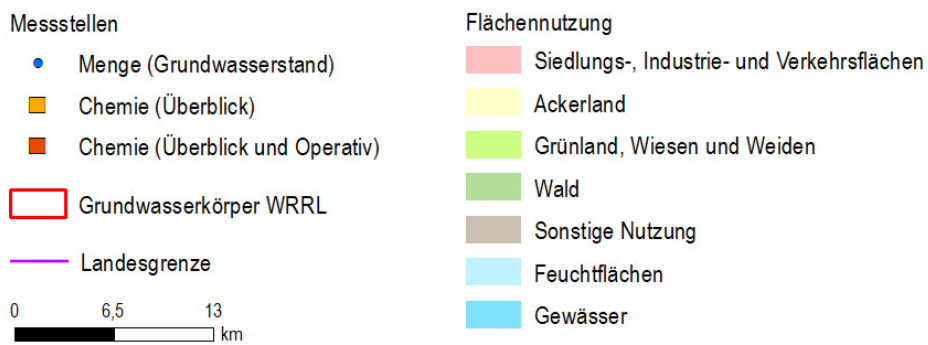 Messstellen
Menge (Grundwasserstand)
Chemie (Überblick)
Chemie (Überblick und Operativ)
Grundwasserkörper WRRL
Landesgrenze
0 6,5 13
km
Flächennutzung
Siedlungs-, Industrie- und Verkehrsflächen
Ackerland
Grünland, Wiesen und Weiden
Wald
Sonstige Nutzung
Feuchtflächen
Gewässer